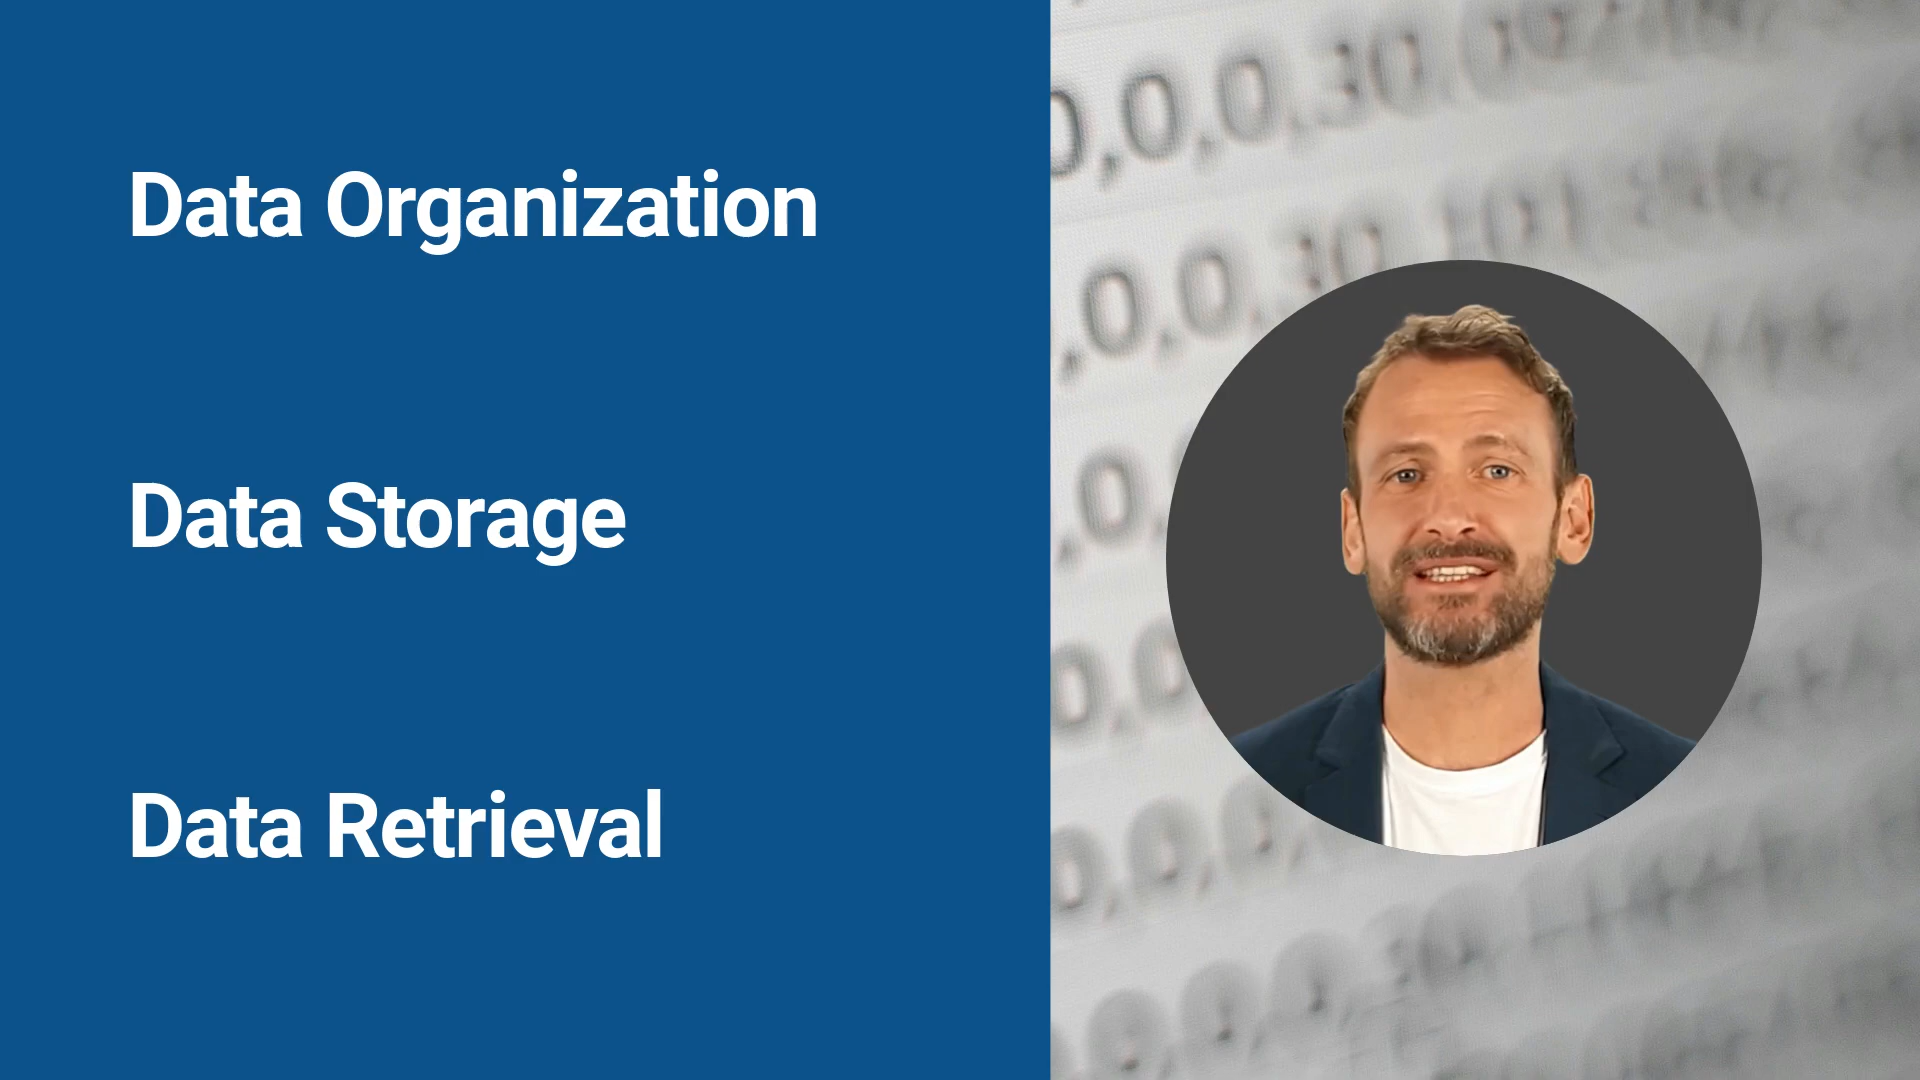 Data Organization
Data Storage
Data Retrieval